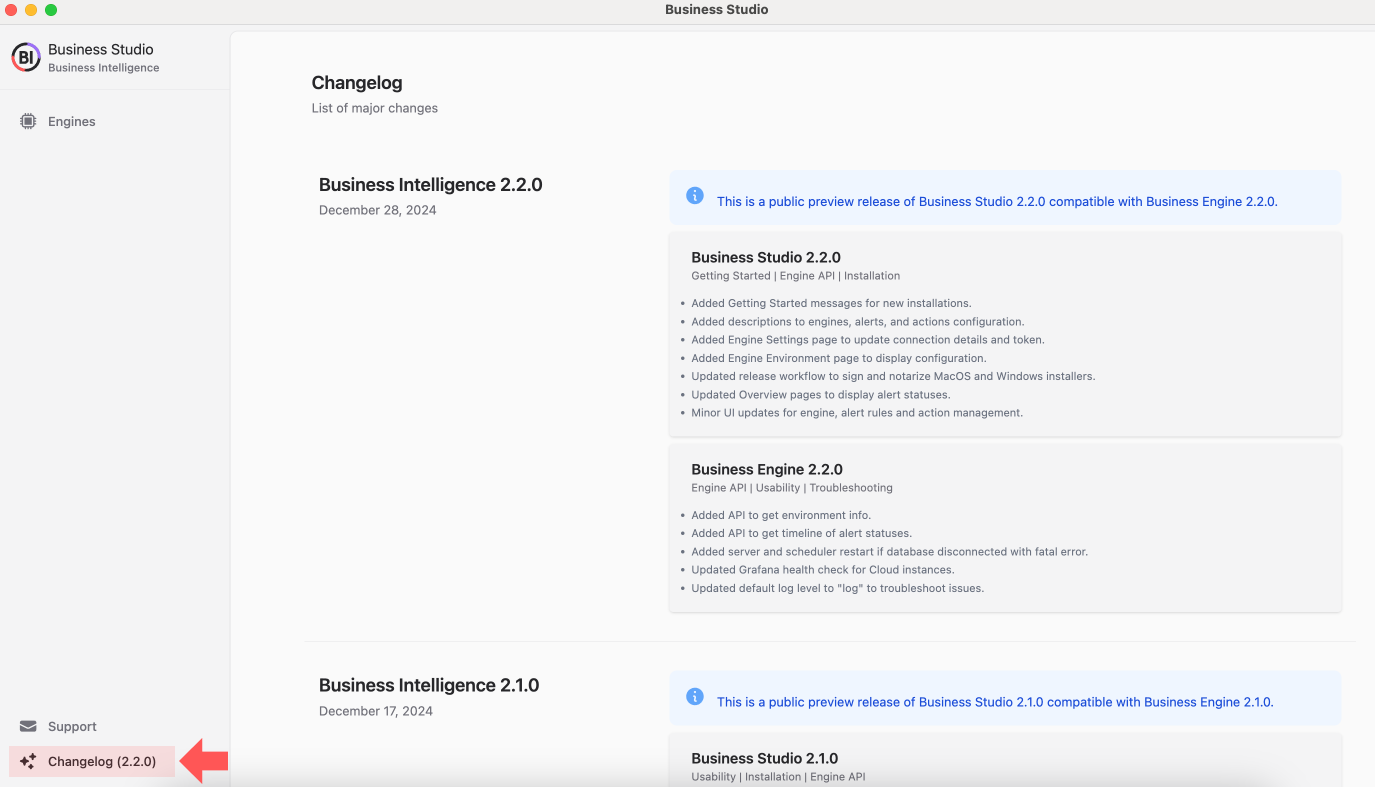 Business Studio
BI
Business Studio
Business Intelligence
Engines
Support
Changelog (2.2.0)
Changelog
List of major changes
Business Intelligence 2.2.0
December 28, 2024
This is a public preview release of Business Studio 2.2.0 compatible with Business Engine 2.2.0.
Business Studio 2.2.0
Getting Started | Engine API | Installation
• Added Getting Started messages for new installations.
• Added descriptions to engines, alerts, and actions configuration.
• Added Engine Settings page to update connection details and token.
• Added Engine Environment page to display configuration.
• Updated release workflow to sign and notarize MacOS and Windows installers.
• Updated Overview pages to display alert statuses.
• Minor UI updates for engine, alert rules and action management.
Business Engine 2.2.0
Engine API | Usability | Troubleshooting
• Added API to get environment info.
• Added API to get timeline of alert statuses.
• Added server and scheduler restart if database disconnected with fatal error.
• Updated Grafana health check for Cloud instances.
• Updated default log level to "log" to troubleshoot issues.
Business Intelligence 2.1.0
December 17, 2024
This is a public preview release of Business Studio 2.1.0 compatible with Business Engine 2.1.0.
Business Studio 2.1.0
Usability | Installation | Engine API